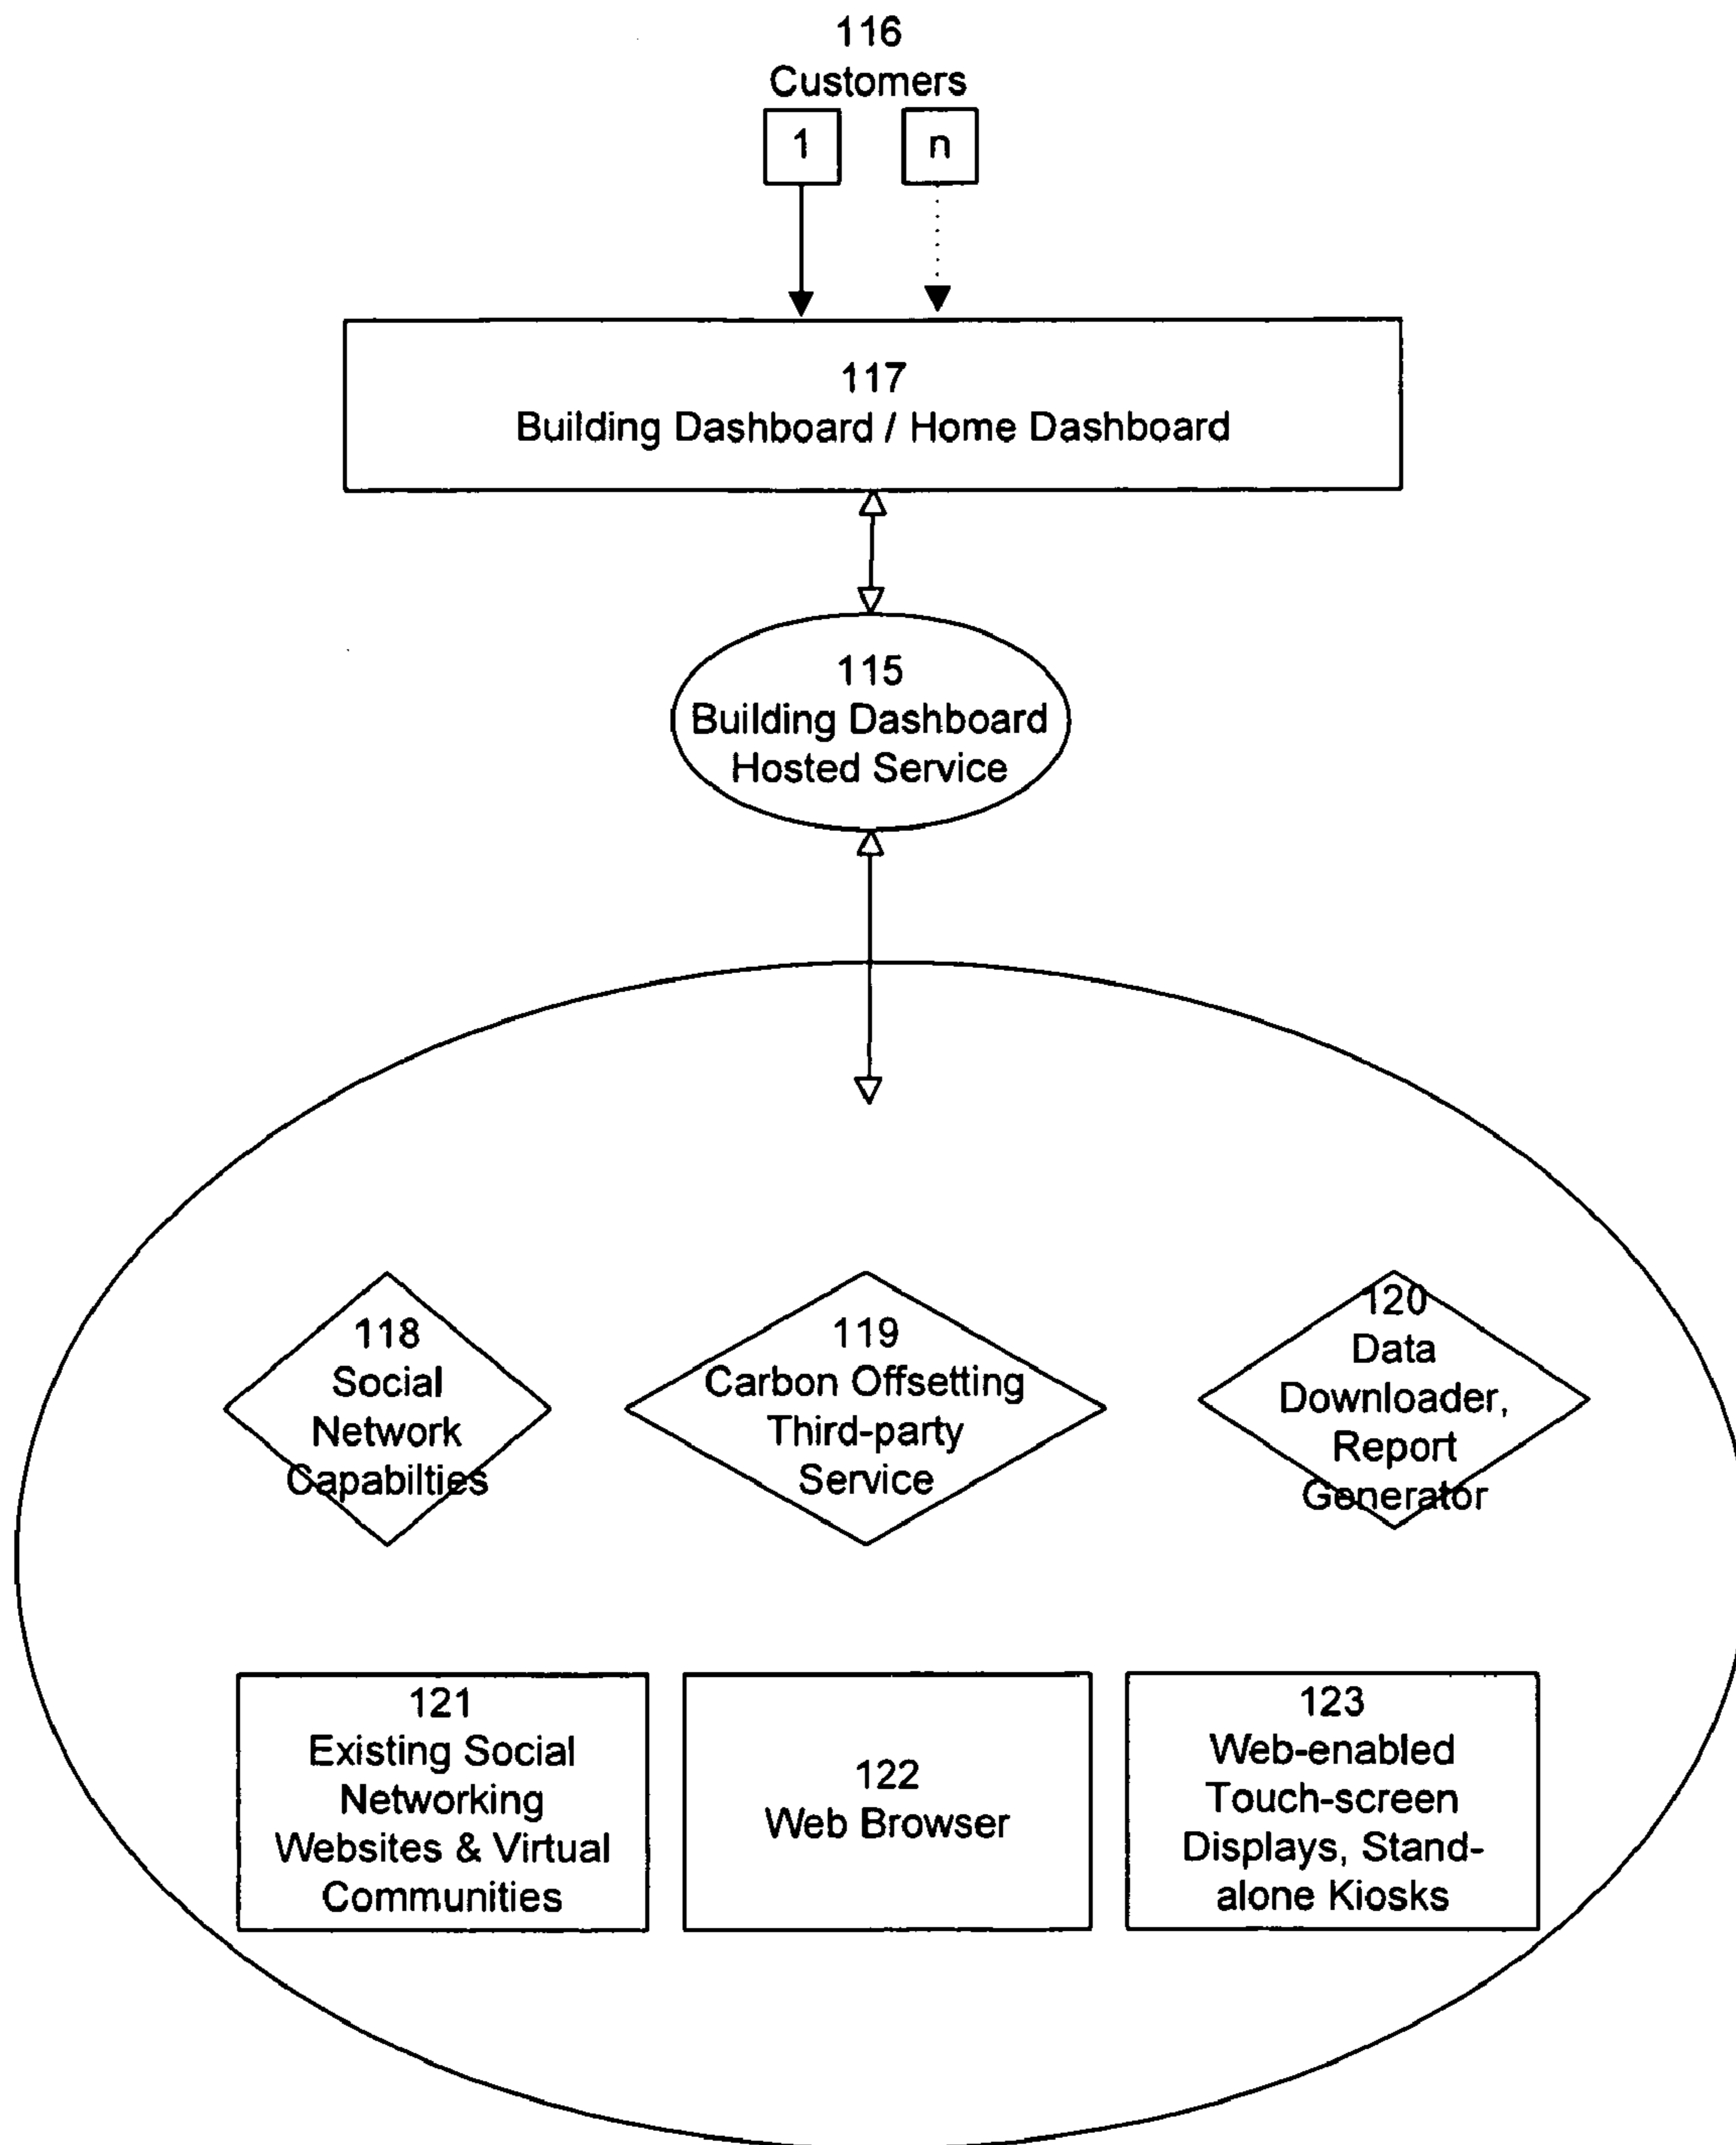 116
Customers
1
n
117
Building Dashboard / Home Dashboard
115
Building Dashboard
Hosted Service
118
Social
Network
Capabilties
119
Carbon Offsetting
Third-party
Service
120
Data
Downloader,
Report
Generator
121
Existing Social
Networking
Websites & Virtual
Communities
122
Web Browser
123
Web-enabled
Touch-screen
Displays, Stand-
alone Kiosks